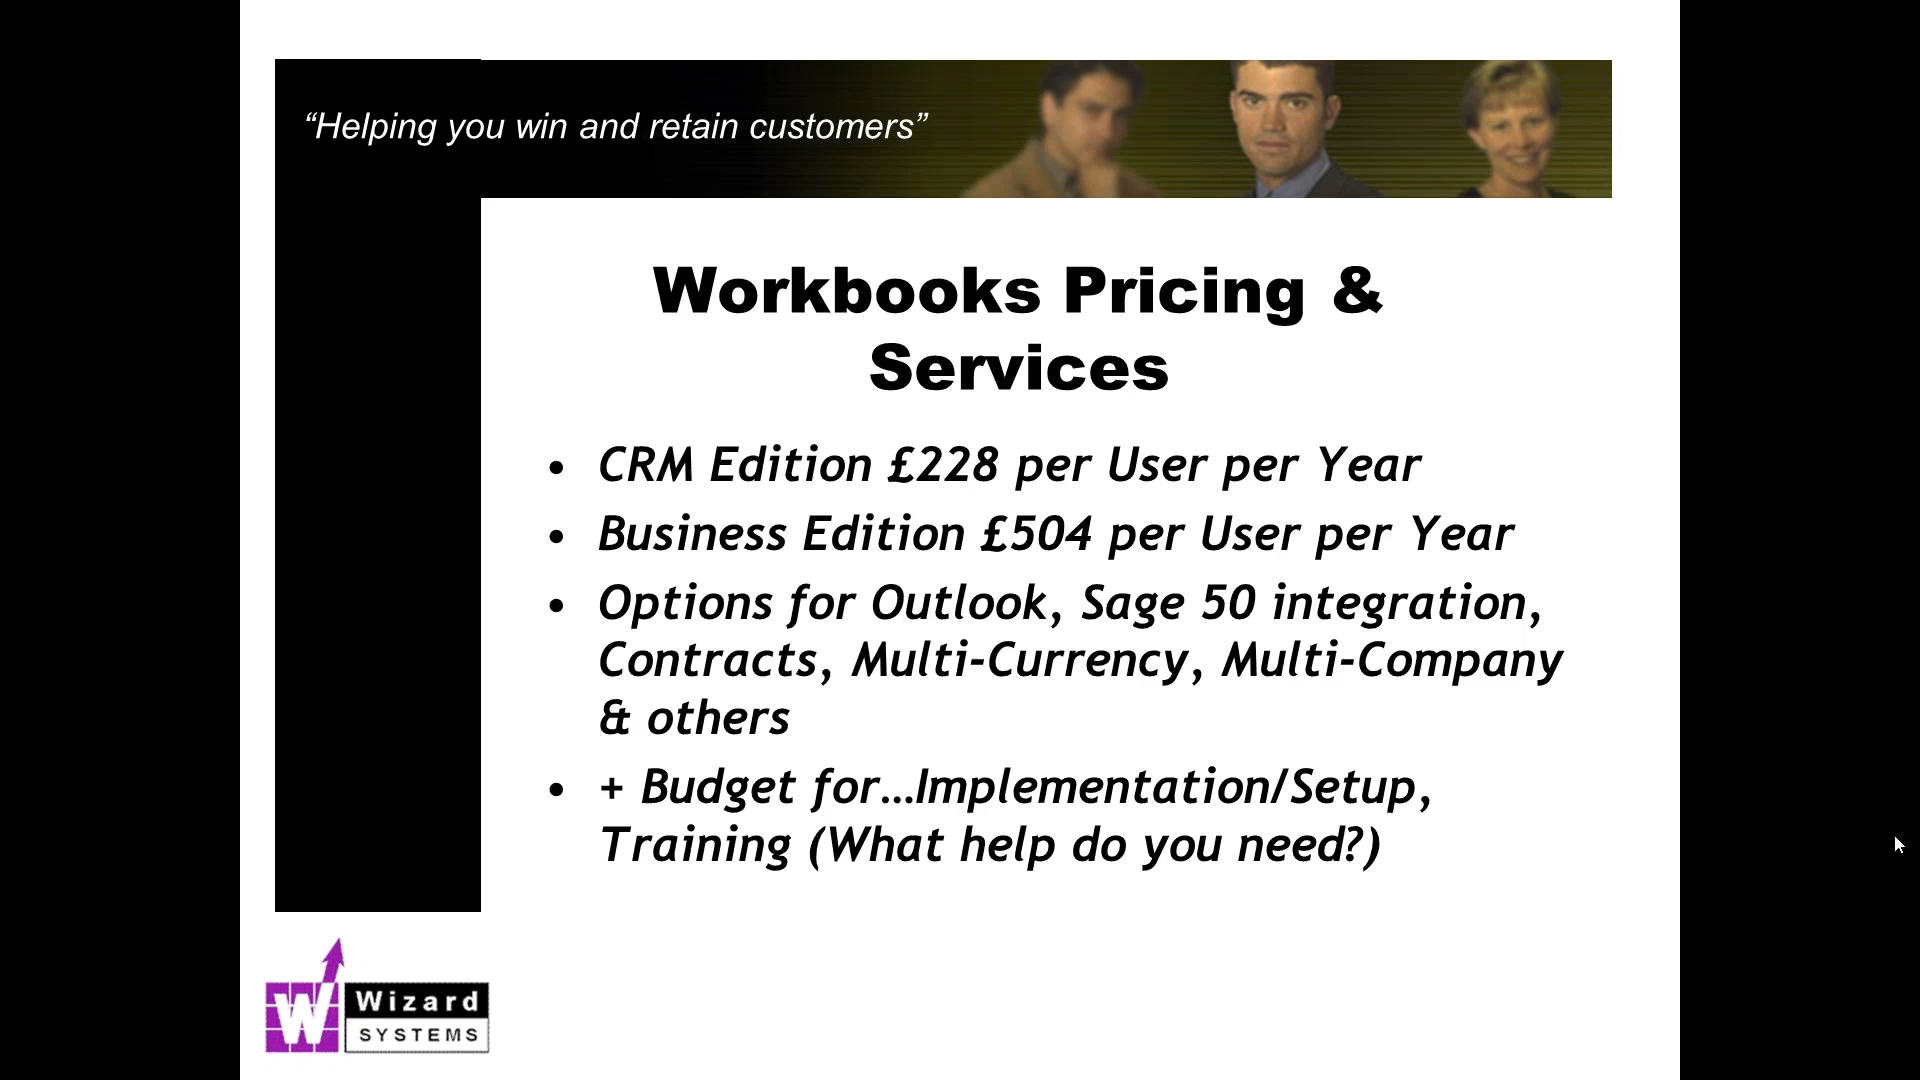 “Helping you win and retain customers”
Workbooks Pricing &
Services
• CRM Edition £228 per User per Year
• Business Edition £504 per User per Year
• Options for Outlook, Sage 50 integration,
Contracts, Multi-Currency, Multi-Company
& others
• + Budget for…Implementation/Setup,
Training (What help do you need?)
W
Wizard
SYSTEMS